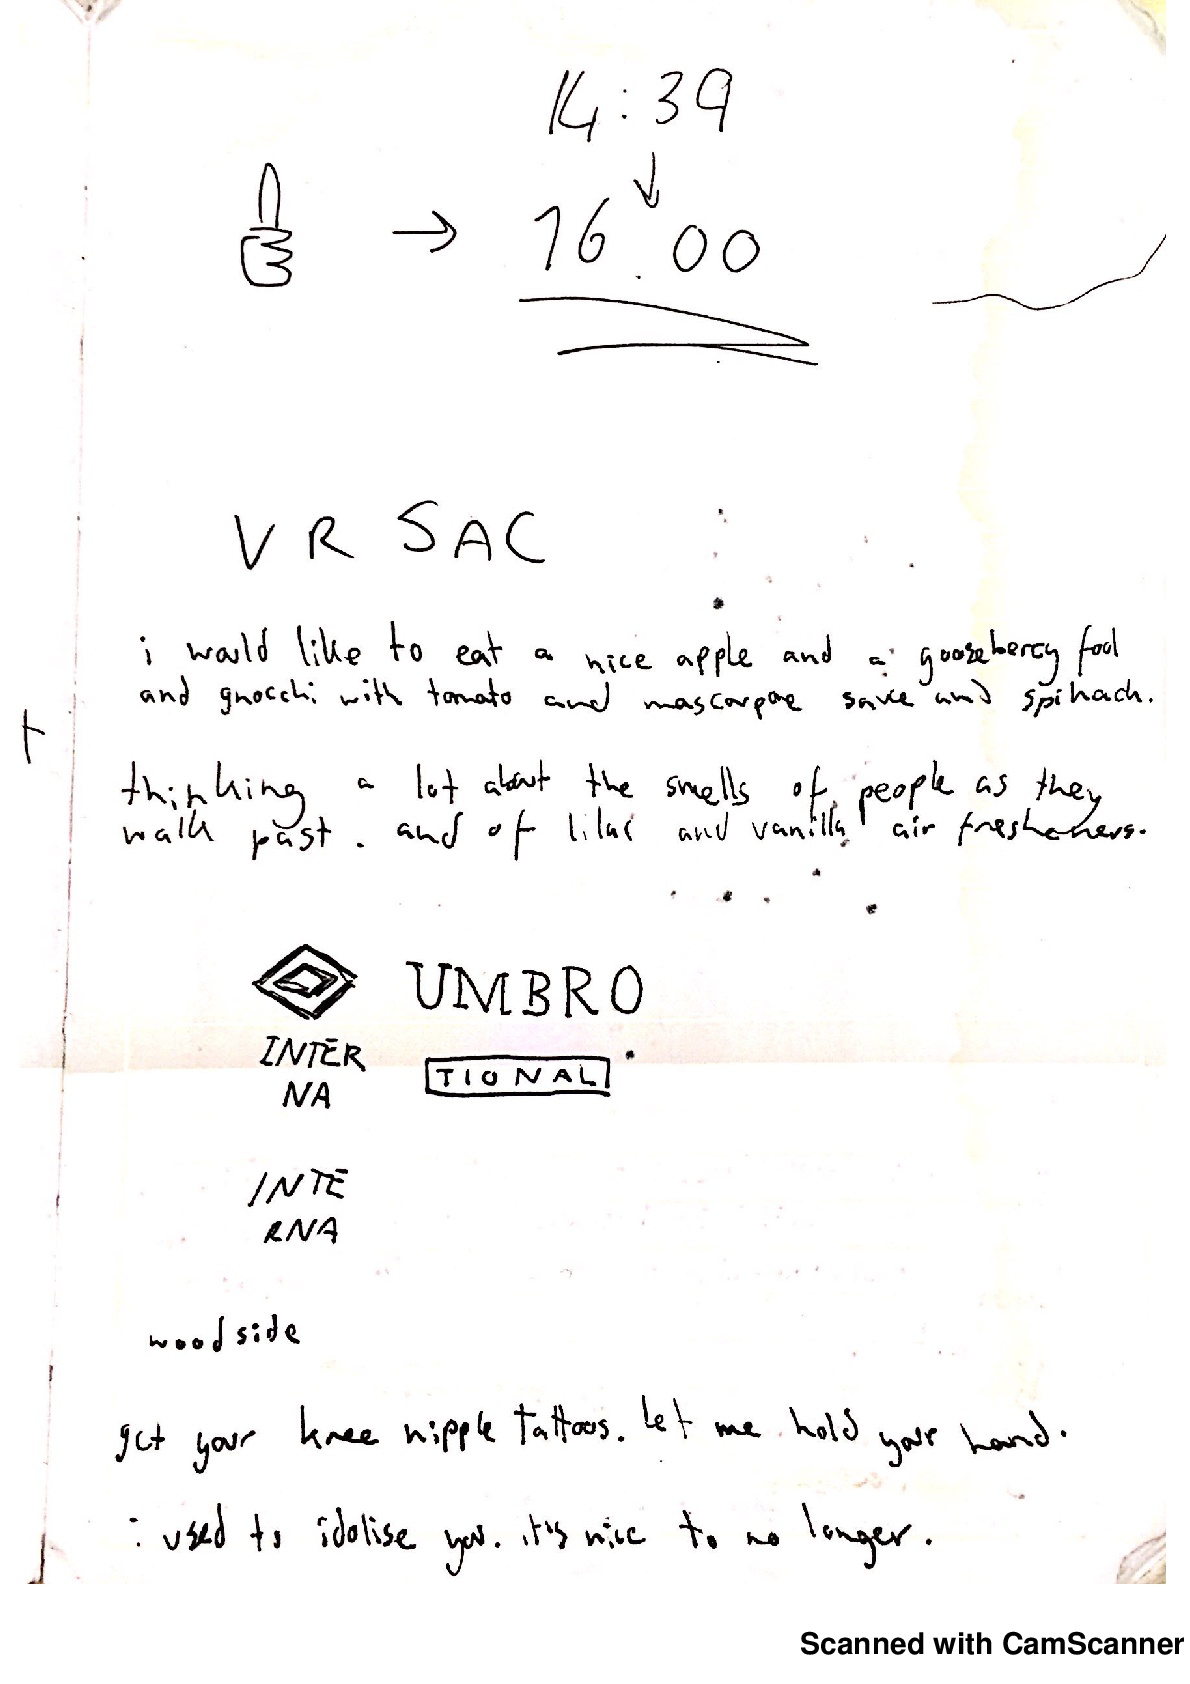 14:39
16.00
VR SAC
i would like to eat a nice apple and a gooseberry fool
and gnocchi with tomato and mascarpone sauce and spinach.
thinking a lot about the smells of people as they
walk past. and of lilac and vanilla air fresheners.
UMBRO
INTER
NA
TIONAL
INTE
RNA
woodside
get your knee nipple tattoos. let me hold your hand.
i used to idolise you. it's nice to no longer.
Scanned with CamScanner